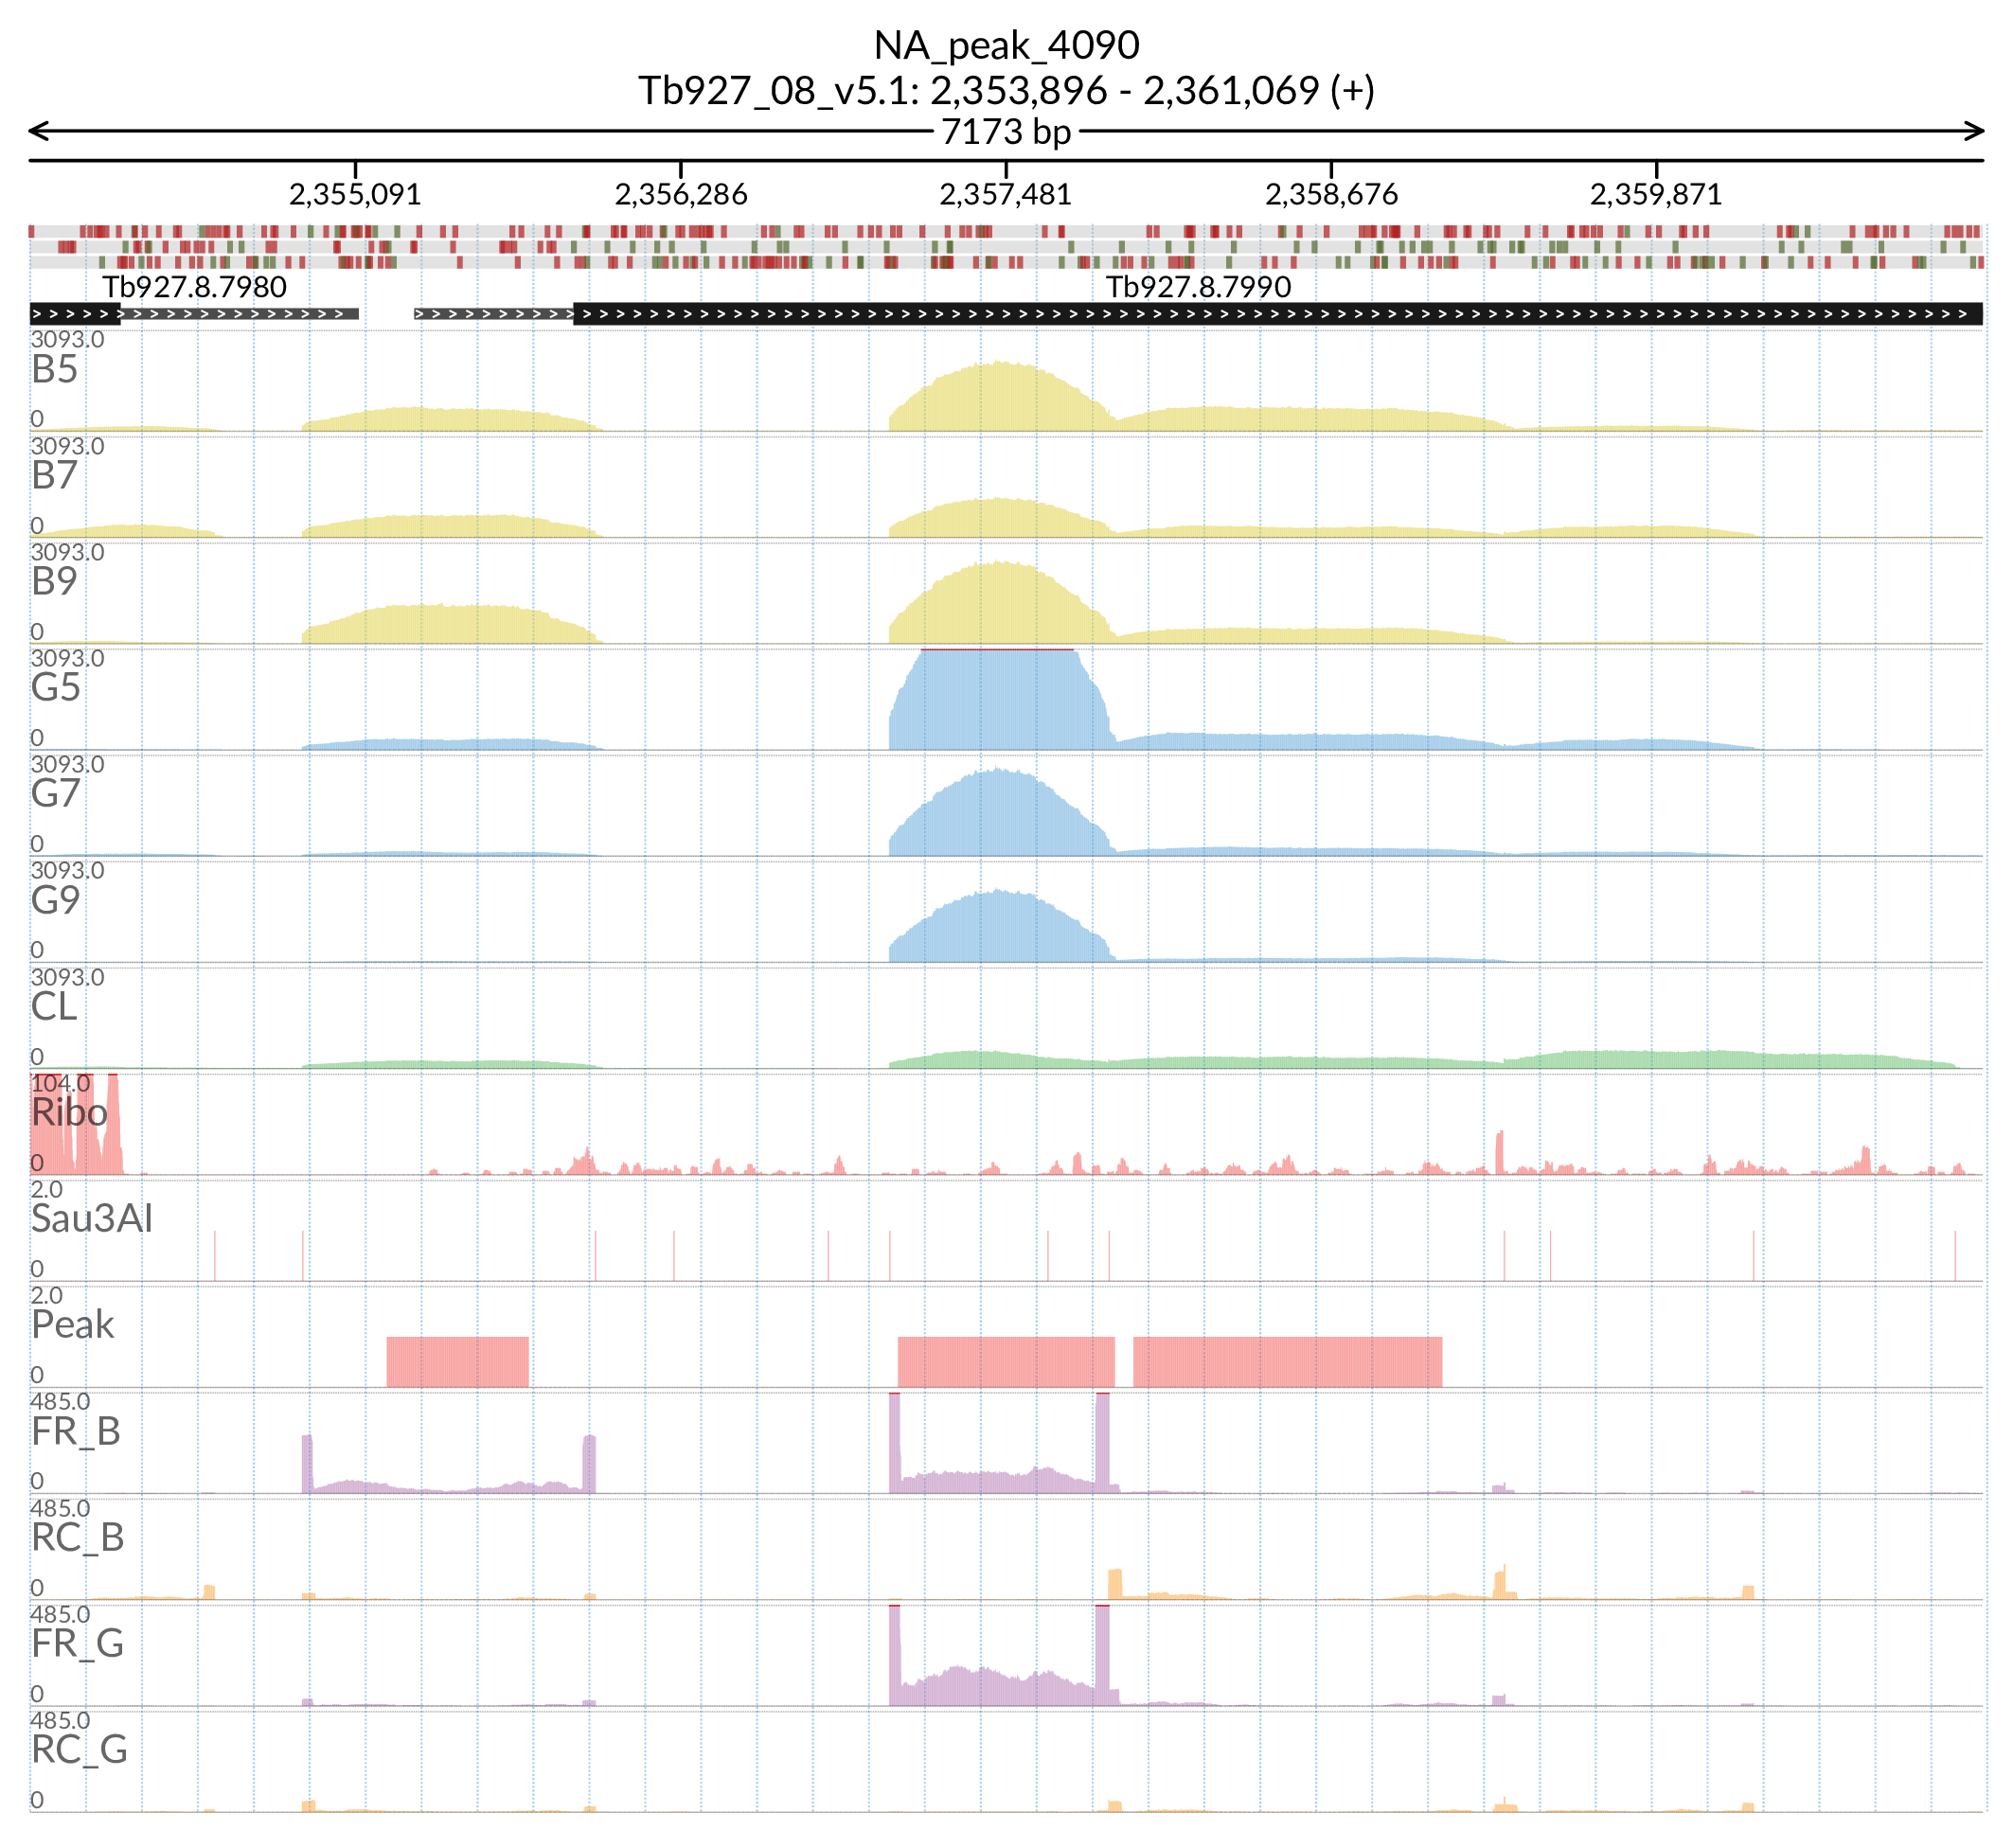 NA_peak_4090
Tb927_08_v5.1: 2,353,896 - 2,361,069 (+)
7173 bp
2,355,091 2,356,286 2,357,481 2,358,676 2,359,871
Tb927.8.7980 Tb927.8.7990
3093.0
B5
0
3093.0
B7
0
3093.0
B9
0
3093.0
G5
0
3093.0
G7
0
3093.0
G9
0
3093.0
CL
0
104.0
Ribo
0
2.0
Sau3AI
0
2.0
Peak
0
485.0
FR_B
0
485.0
RC_B
0
485.0
FR_G
0
485.0
RC_G
0